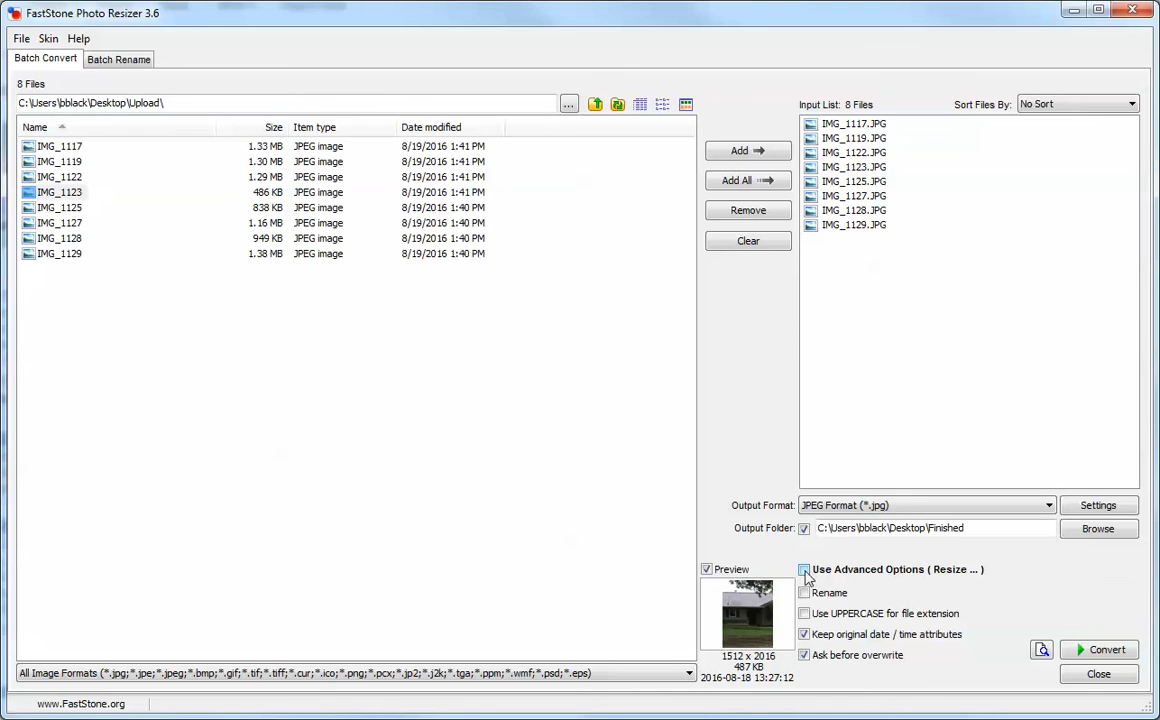 FastStone Photo Resizer 3.6
File Skin Help
Batch Convert Batch Rename
8 Files
C:\Users\bblack\Desktop\Upload\ ...
Name Size Item type Date modified
IMG_1117 1.33 MB JPEG image 8/19/2016 1:41 PM
IMG_1119 1.30 MB JPEG image 8/19/2016 1:41 PM
IMG_1122 1.29 MB JPEG image 8/19/2016 1:41 PM
IMG_1123 486 KB JPEG image 8/19/2016 1:41 PM
IMG_1125 838 KB JPEG image 8/19/2016 1:40 PM
IMG_1127 1.16 MB JPEG image 8/19/2016 1:40 PM
IMG_1128 949 KB JPEG image 8/19/2016 1:40 PM
IMG_1129 1.38 MB JPEG image 8/19/2016 1:40 PM
All Image Formats (*.jpg;*.jpe;*.jpeg;*.bmp;*.gif;*.tif;*.tiff;*.cur;*.ico;*.png;*.pcx;*.jp2;*.j2k;*.tga;*.ppm;*.wmf;*.psd;*.eps)
Add
Add All
Remove
Clear
Input List: 8 Files Sort Files By: No Sort
IMG_1117.JPG
IMG_1119.JPG
IMG_1122.JPG
IMG_1123.JPG
IMG_1125.JPG
IMG_1127.JPG
IMG_1128.JPG
IMG_1129.JPG
Output Format: JPEG Format (*.jpg) Settings
Output Folder: C:\Users\bblack\Desktop\Finished Browse
Preview
1512 x 2016
487 KB
2016-08-18 13:27:12
Use Advanced Options ( Resize ... )
Rename
Use UPPERCASE for file extension
Keep original date / time attributes
Ask before overwrite
Convert
Close
www.FastStone.org